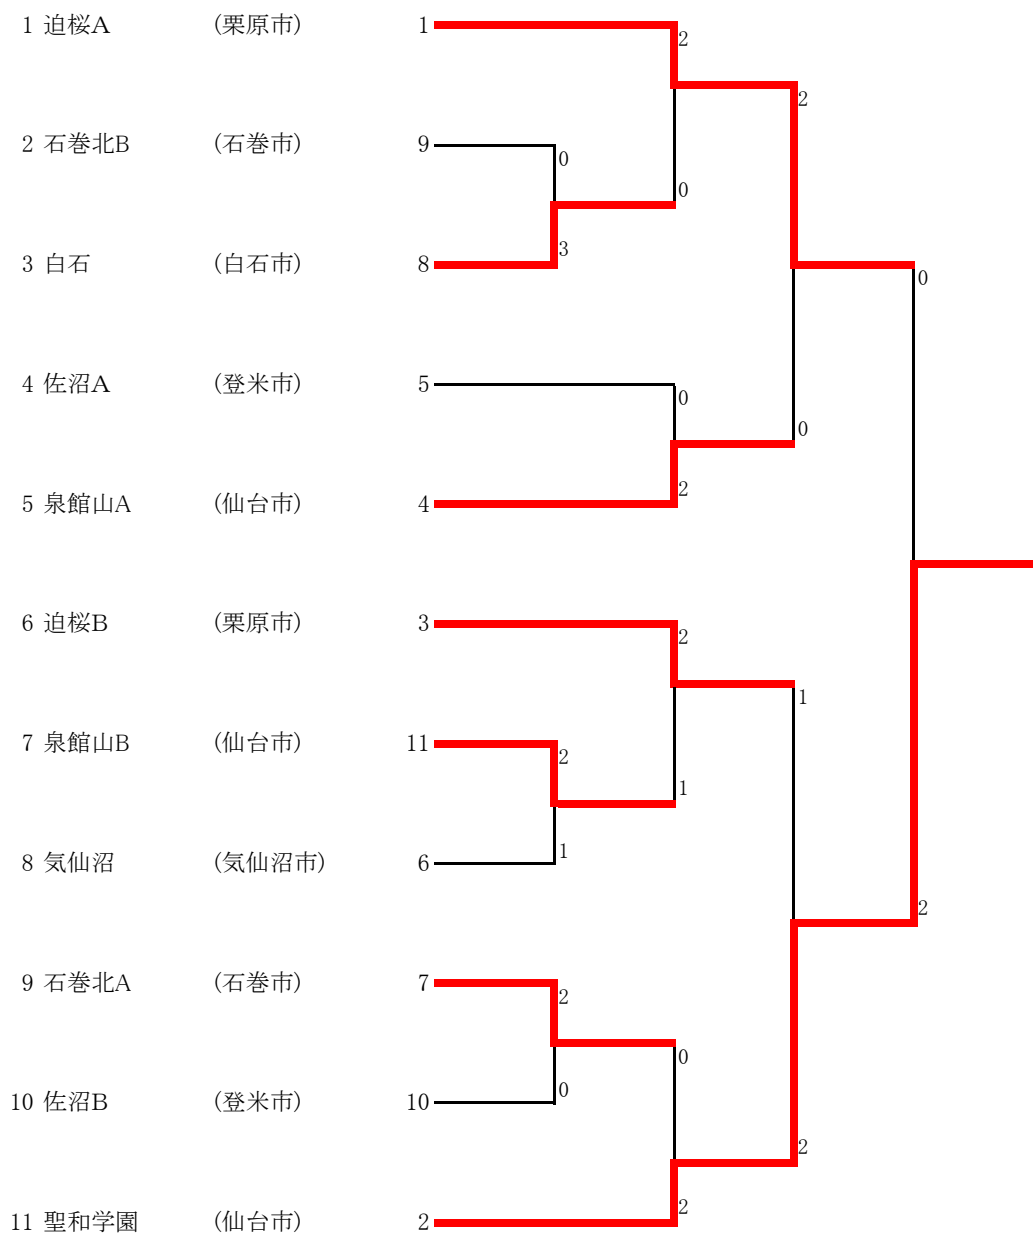 1 迫桜A (栗原市) 1
2
2
2 石巻北B (石巻市) 9
0
0
3 白石 (白石市) 8
3
0
4 佐沼A (登米市) 5
0
0
5 泉館山A (仙台市) 4
2
6 迫桜B (栗原市) 3
2
1
7 泉館山B (仙台市) 11
2
1
8 気仙沼 (気仙沼市) 6
1
2
9 石巻北A (石巻市) 7
2
0
10 佐沼B (登米市) 10
0
2
11 聖和学園 (仙台市) 2
2